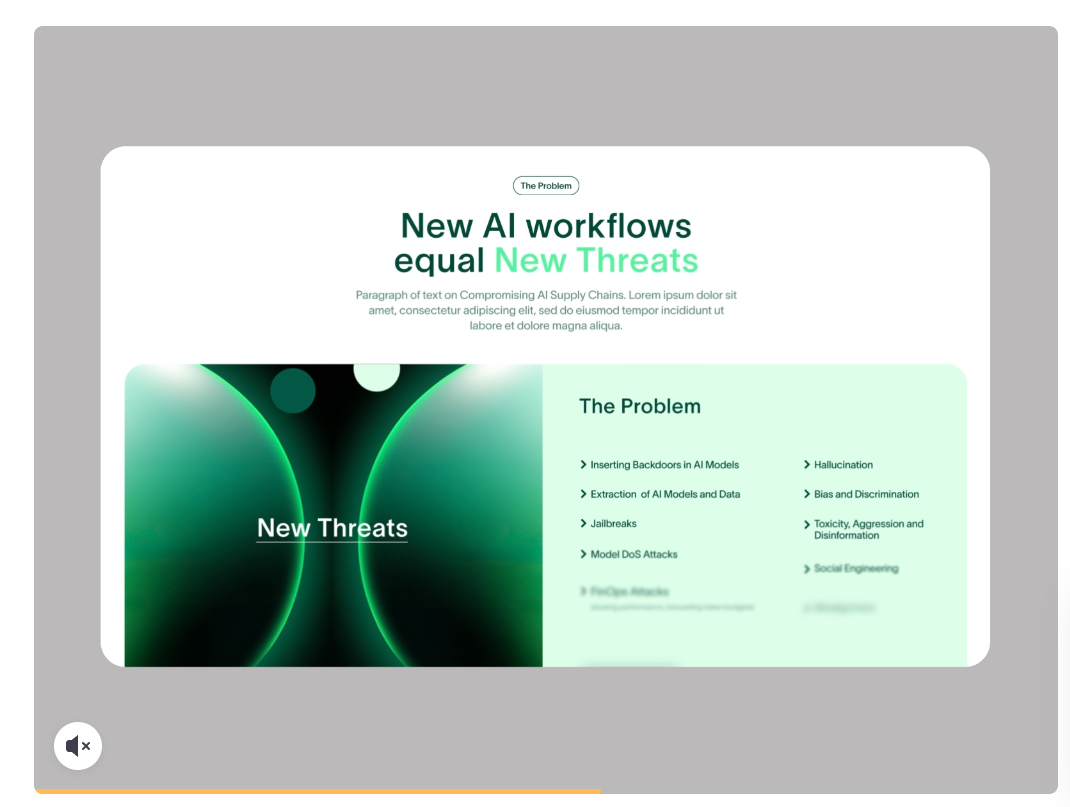 The Problem
New AI workflows
equal New Threats
Paragraph of text on Compromising AI Supply Chains. Lorem ipsum dolor sit
amet, consectetur adipiscing elit, sed do eiusmod tempor incididunt ut
labore et dolore magna aliqua.
New Threats
The Problem
Inserting Backdoors in AI Models
Extraction of AI Models and Data
Jailbreaks
Model DoS Attacks
FinOps Attacks
Hallucination
Bias and Discrimination
Toxicity, Aggression and
Disinformation
Social Engineering